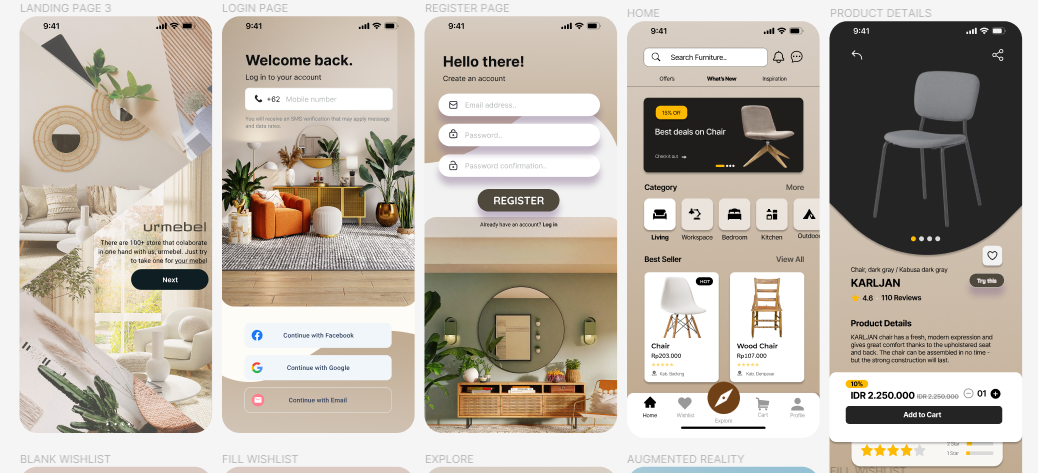 LANDING PAGE 3
9:41
urmebel
There are 100+ store that colaborate
in one hand with us, urmebel. Just try
to take one for your mebel
Next
LOGIN PAGE
9:41
Welcome back.
Log in to your account
+62 Mobile number
You will receive an SMS verification that may apply message
and data rates.
Continue with Facebook
Continue with Google
Continue with Email
REGISTER PAGE
9:41
Hello there!
Create an account
Email address..
Password..
Password confirmation..
REGISTER
Already have an account? Log in
HOME
9:41
Search Furniture..
Offers What's New Inspiration
15% Off
Best deals on Chair
Check it out
Category More
Living Workspace Bedroom Kitchen Outdoor
Best Seller View All
HOT
Chair
Rp203.000
Wood Chair
Rp107.000
Kab. Denpasar
Home Wishlist Explore Cart Profile
PRODUCT DETAILS
9:41
Chair, dark gray / Kabusa dark gray
KARLJAN
Try this
4.6 110 Reviews
Product Details
KARLJAN chair has a fresh, modern expression and
gives great comfort thanks to the upholstered seat
and back. The chair can be assembled in no time -
but the strong construction will last.
10%
IDR 2.250.000 IDR 2.250.000 01
Add to Cart
1 Star
BLANK WISHLIST
FILL WISHLIST
EXPLORE
AUGMENTED REALITY
FILL WISHLIST